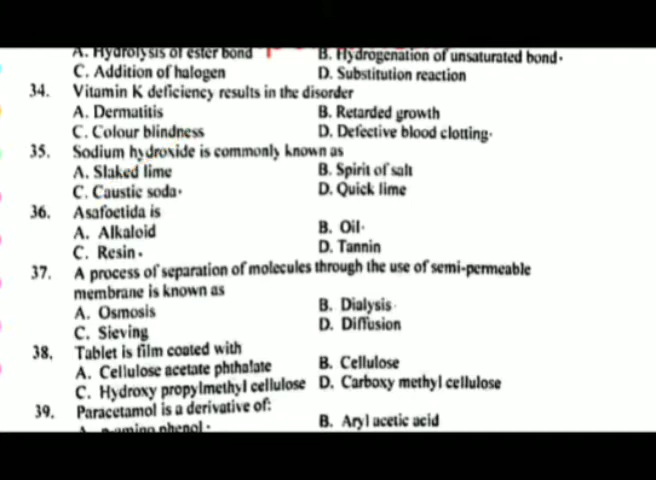 A. Hydrolysis of ester bond B. Hydrogenation of unsaturated bond.
C. Addition of halogen D. Substitution reaction
34. Vitamin K deficiency results in the disorder
A. Dermatitis B. Retarded growth
C. Colour blindness D. Defective blood clotting.
35. Sodium hydroxide is commonly known as
A. Slaked lime B. Spirit of salt
C. Caustic soda. D. Quick lime
36. Asafoetida is
A. Alkaloid B. Oil.
C. Resin. D. Tannin
37. A process of separation of molecules through the use of semi-permeable
membrane is known as
A. Osmosis B. Dialysis.
C. Sieving D. Diffusion
38. Tablet is film coated with
A. Cellulose acetate phthalate B. Cellulose
C. Hydroxy propylmethyl cellulose D. Carboxy methyl cellulose
39. Paracetamol is a derivative of:
A. p-amino phenol. B. Aryl acetic acid